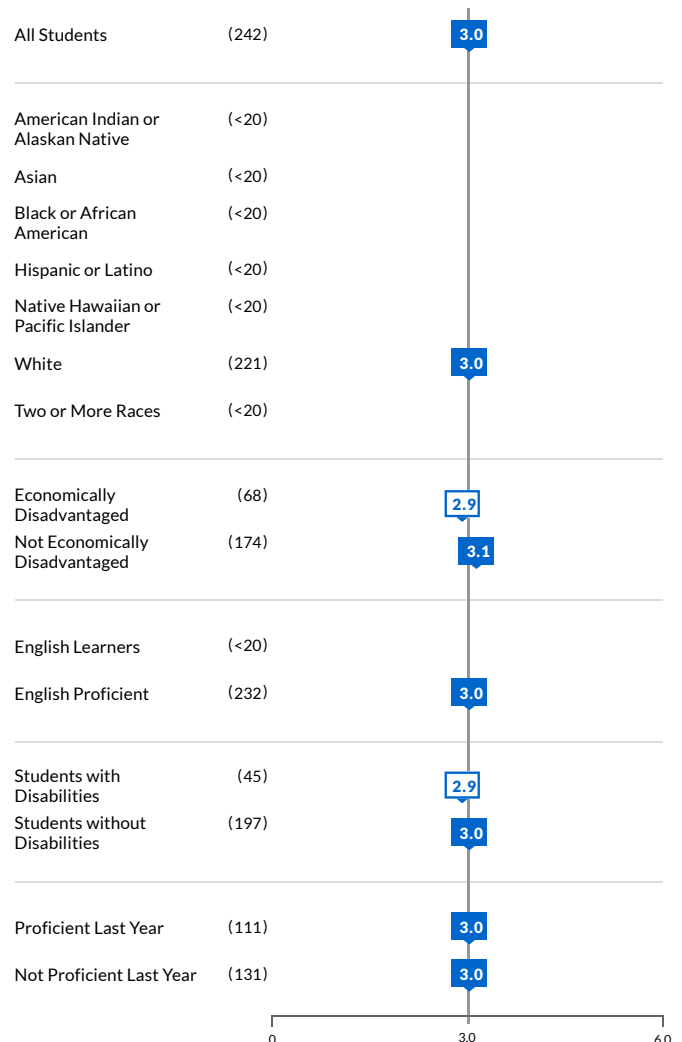 All Students (242) 3.0
American Indian or (<20)
Alaskan Native
Asian (<20)
Black or African (<20)
American
Hispanic or Latino (<20)
Native Hawaiian or (<20)
Pacific Islander
White (221) 3.0
Two or More Races (<20)
Economically (68) 2.9
Disadvantaged
Not Economically (174) 3.1
Disadvantaged
English Learners (<20)
English Proficient (232) 3.0
Students with (45) 2.9
Disabilities
Students without (197) 3.0
Disabilities
Proficient Last Year (111) 3.0
Not Proficient Last Year (131) 3.0
0 3.0 6.0